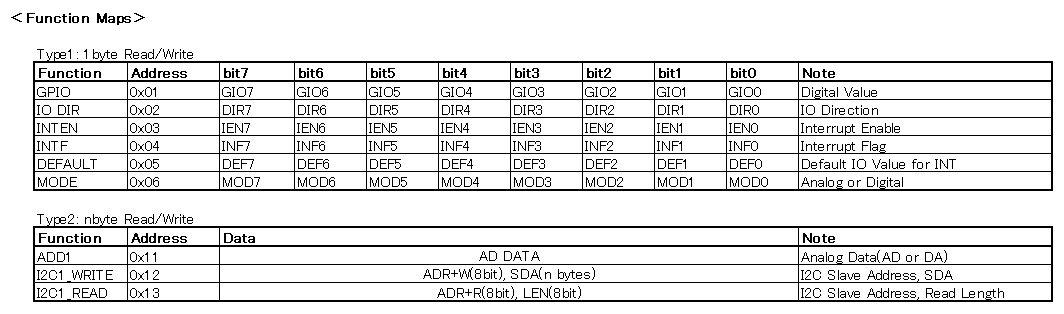 ＜Function Maps＞
Type1: 1byte Read/Write
Function Address bit7 bit6 bit5 bit4 bit3 bit2 bit1 bit0 Note
GPIO 0x01 GIO7 GIO6 GIO5 GIO4 GIO3 GIO2 GIO1 GIO0 Digital Value
IO DIR 0x02 DIR7 DIR6 DIR5 DIR4 DIR3 DIR2 DIR1 DIR0 IO Direction
INTEN 0x03 IEN7 IEN6 IEN5 IEN4 IEN3 IEN2 IEN1 IEN0 Interrupt Enable
INTF 0x04 INF7 INF6 INF5 INF4 INF3 INF2 INF1 INF0 Interrupt Flag
DEFAULT 0x05 DEF7 DEF6 DEF5 DEF4 DEF3 DEF2 DEF1 DEF0 Default IO Value for INT
MODE 0x06 MOD7 MOD6 MOD5 MOD4 MOD3 MOD2 MOD1 MOD0 Analog or Digital
Type2: nbyte Read/Write
Function Address Data Note
ADD1 0x11 AD DATA Analog Data(AD or DA)
I2C1_WRITE 0x12 ADR+W(8bit), SDA(n bytes) I2C Slave Address, SDA
I2C1_READ 0x13 ADR+R(8bit), LEN(8bit) I2C Slave Address, Read Length